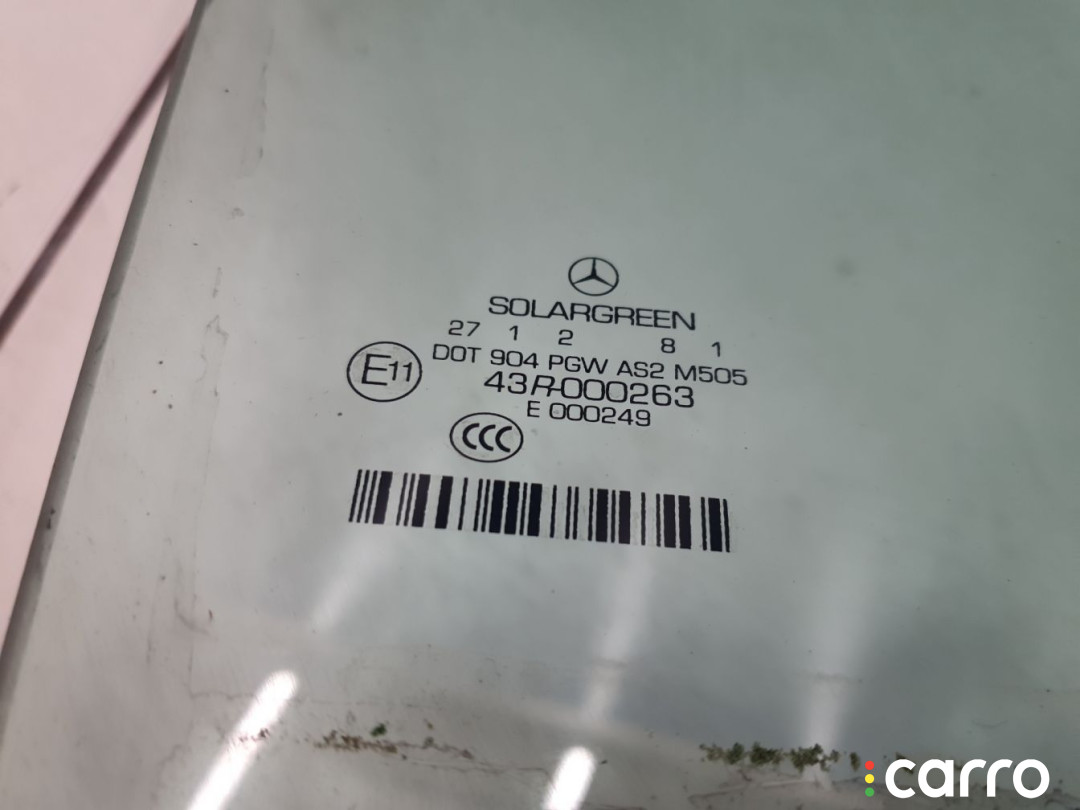 SOLARGREEN
27 1 2 8 1
DOT 904 PGW AS2 M505
E11
43R-000263
E 000249
CCC
carro